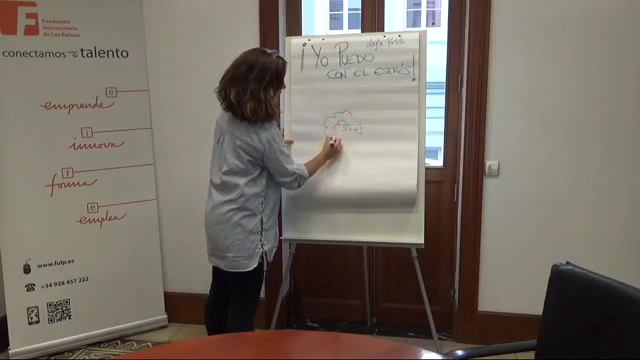 Fundación
Universitaria
de Las Palmas
conectamos talento
e
emprende
i
innova
f
forma
e
emplea
www.fulp.es
+34 928 457 222
¡Yo PUEDO
CON EL ESTRÉS!
estrés